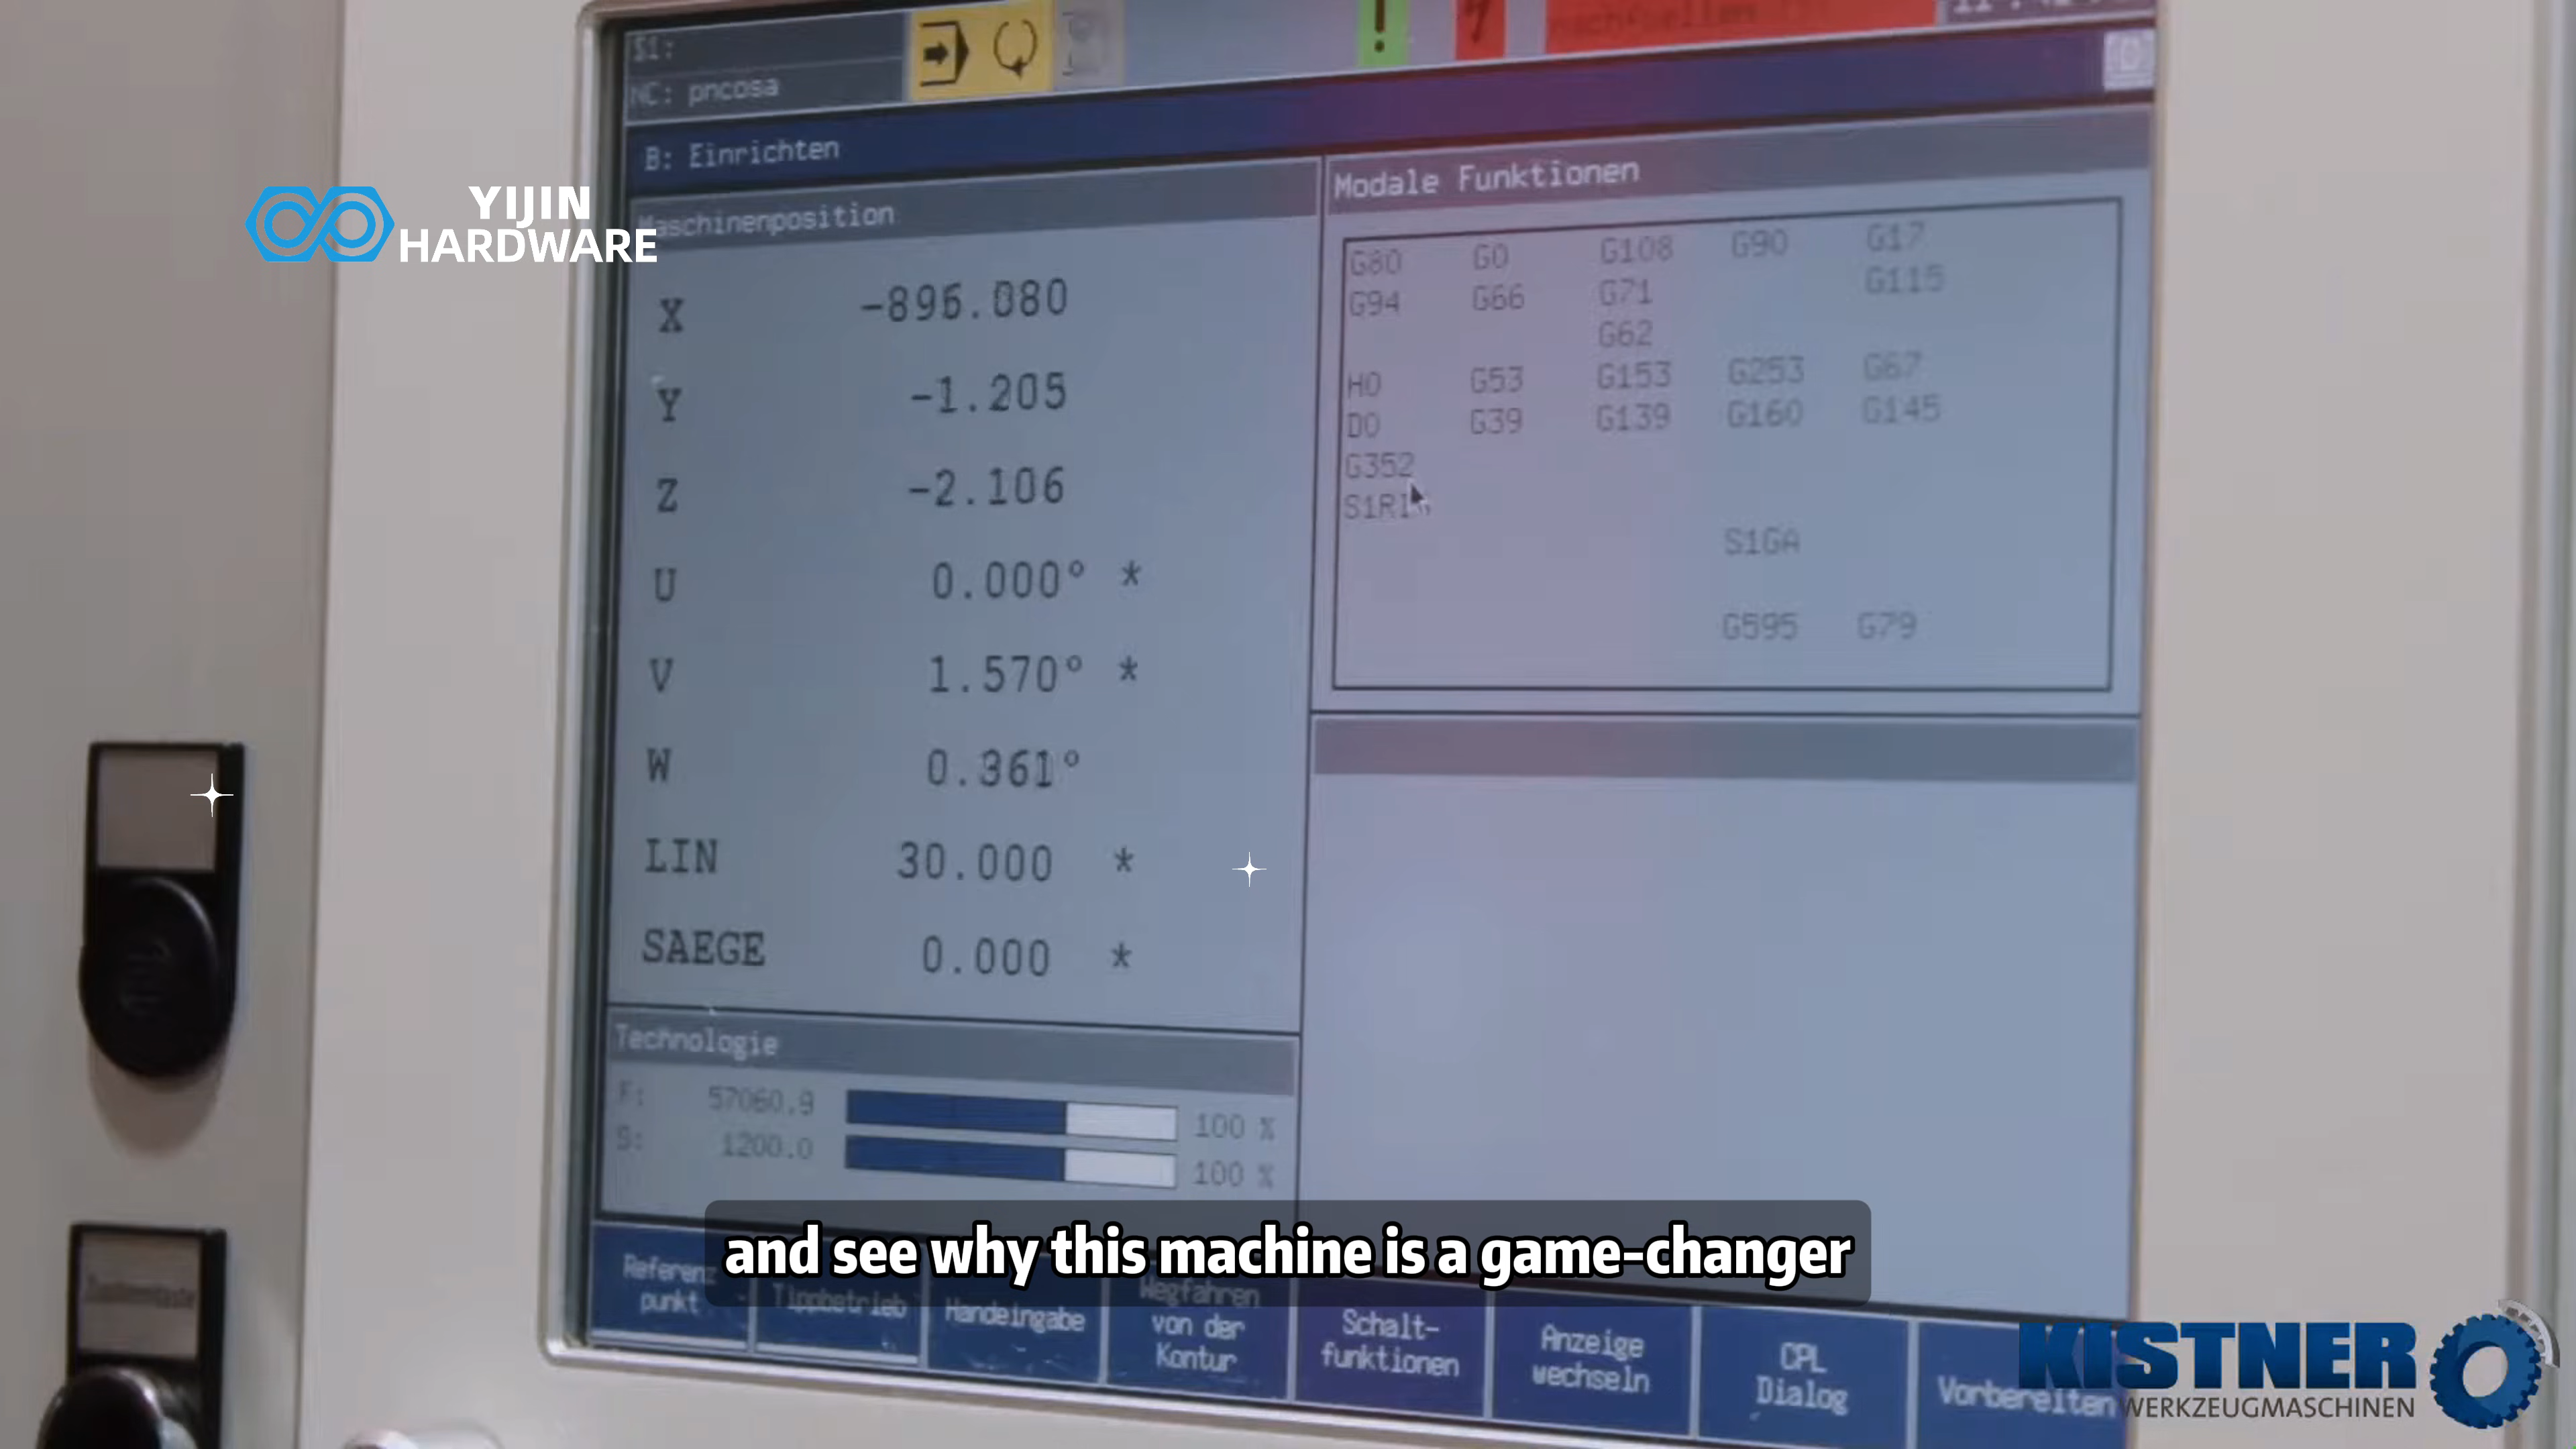 S1:
NC: pncosa
nachfuellen
B: Einrichten
YIJIN
HARDWARE
Maschinenposition
X -896.080
Y -1.205
Z -2.106
U 0.000° *
V 1.570° *
W 0.361°
LIN 30.000 *
SAEGE 0.000 *
Modale Funktionen
G80 G0 G108 G90 G17
G94 G66 G71 G115
G62
H0 G53 G153 G253 G67
D0 G39 G139 G160 G145
G352
S1GA
G595 G79
Technologie
F: 57060.9 100 %
S: 1200.0 100 %
and see why this machine is a game-changer
Referenz
punkt
Tippbetrieb
Handeingabe
Wegfahren
von der
Kontur
Schalt-
funktionen
Anzeige
wechseln
CPL
Dialog
Vorbereiten
KISTNER
WERKZEUGMASCHINEN